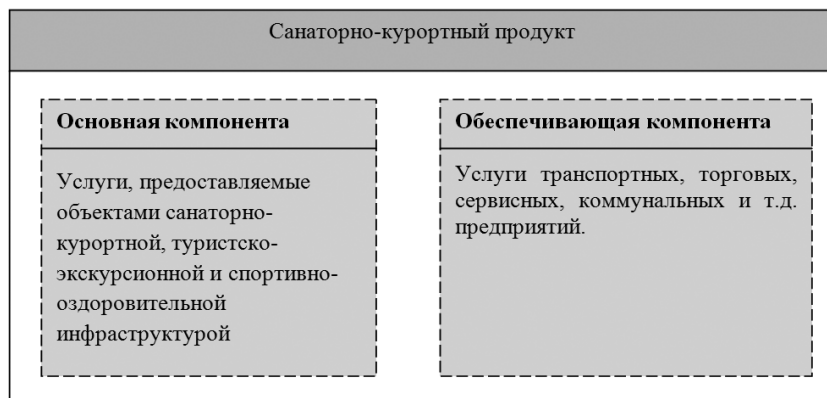 Санаторно-курортный продукт
Основная компонента
Услуги, предоставляемые
объектами санаторно-
курортной, туристско-
экскурсионной и спортивно-
оздоровительной
инфраструктурой
Обеспечивающая компонента
Услуги транспортных, торговых,
сервисных, коммунальных и т.д.
предприятий.